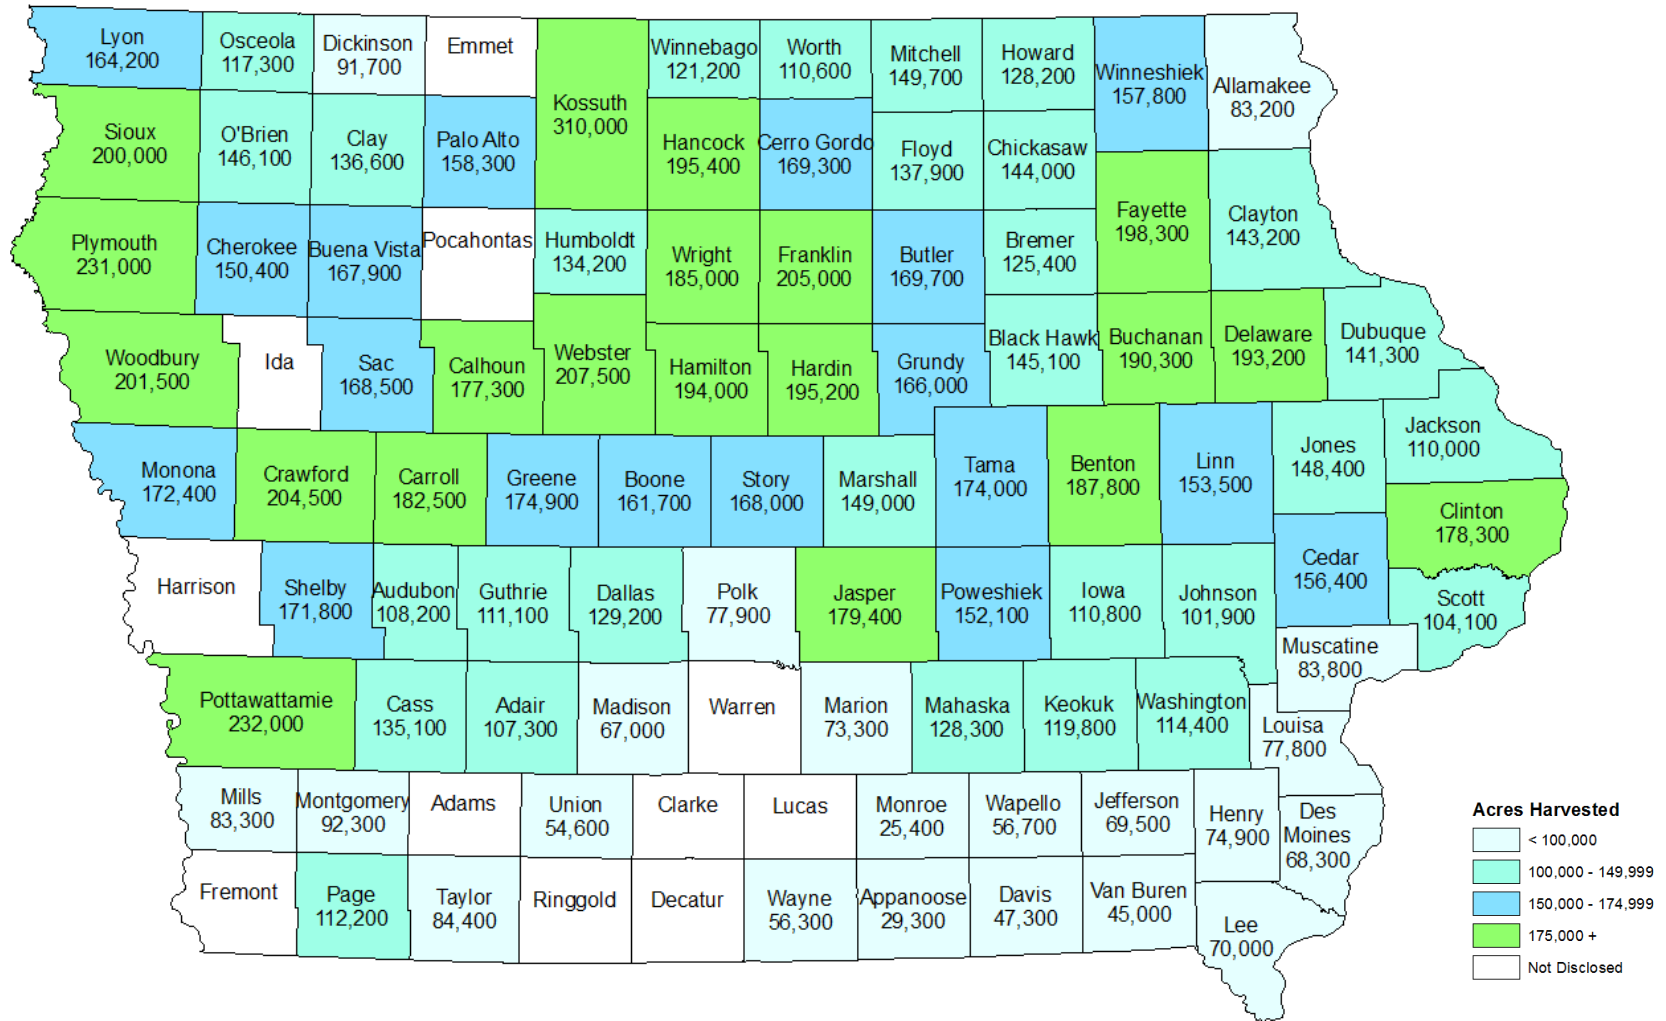 Lyon
164,200
Osceola
117,300
Dickinson
91,700
Emmet
Kossuth
310,000
Winnebago
121,200
Worth
110,600
Mitchell
149,700
Howard
128,200
Winneshiek
157,800
Allamakee
83,200
Sioux
200,000
O'Brien
146,100
Clay
136,600
Palo Alto
158,300
Hancock
195,400
Cerro Gordo
169,300
Floyd
137,900
Chickasaw
144,000
Plymouth
231,000
Cherokee
150,400
Buena Vista
167,900
Pocahontas
Humboldt
134,200
Wright
185,000
Franklin
205,000
Butler
169,700
Bremer
125,400
Fayette
198,300
Clayton
143,200
Woodbury
201,500
Ida
Sac
168,500
Calhoun
177,300
Webster
207,500
Hamilton
194,000
Hardin
195,200
Grundy
166,000
Black Hawk
145,100
Buchanan
190,300
Delaware
193,200
Dubuque
141,300
Monona
172,400
Crawford
204,500
Carroll
182,500
Greene
174,900
Boone
161,700
Story
168,000
Marshall
149,000
Tama
174,000
Benton
187,800
Linn
153,500
Jones
148,400
Jackson
110,000
Clinton
178,300
Harrison
Shelby
171,800
Audubon
108,200
Guthrie
111,100
Dallas
129,200
Polk
77,900
Jasper
179,400
Poweshiek
152,100
Iowa
110,800
Johnson
101,900
Cedar
156,400
Scott
104,100
Muscatine
83,800
Pottawattamie
232,000
Cass
135,100
Adair
107,300
Madison
67,000
Warren
Marion
73,300
Mahaska
128,300
Keokuk
119,800
Washington
114,400
Louisa
77,800
Mills
83,300
Montgomery
92,300
Adams
Union
54,600
Clarke
Lucas
Monroe
25,400
Wapello
56,700
Jefferson
69,500
Henry
74,900
Des
Moines
68,300
Fremont
Page
112,200
Taylor
84,400
Ringgold
Decatur
Wayne
56,300
Appanoose
29,300
Davis
47,300
Van Buren
45,000
Lee
70,000
Acres Harvested
< 100,000
100,000 - 149,999
150,000 - 174,999
175,000 +
Not Disclosed